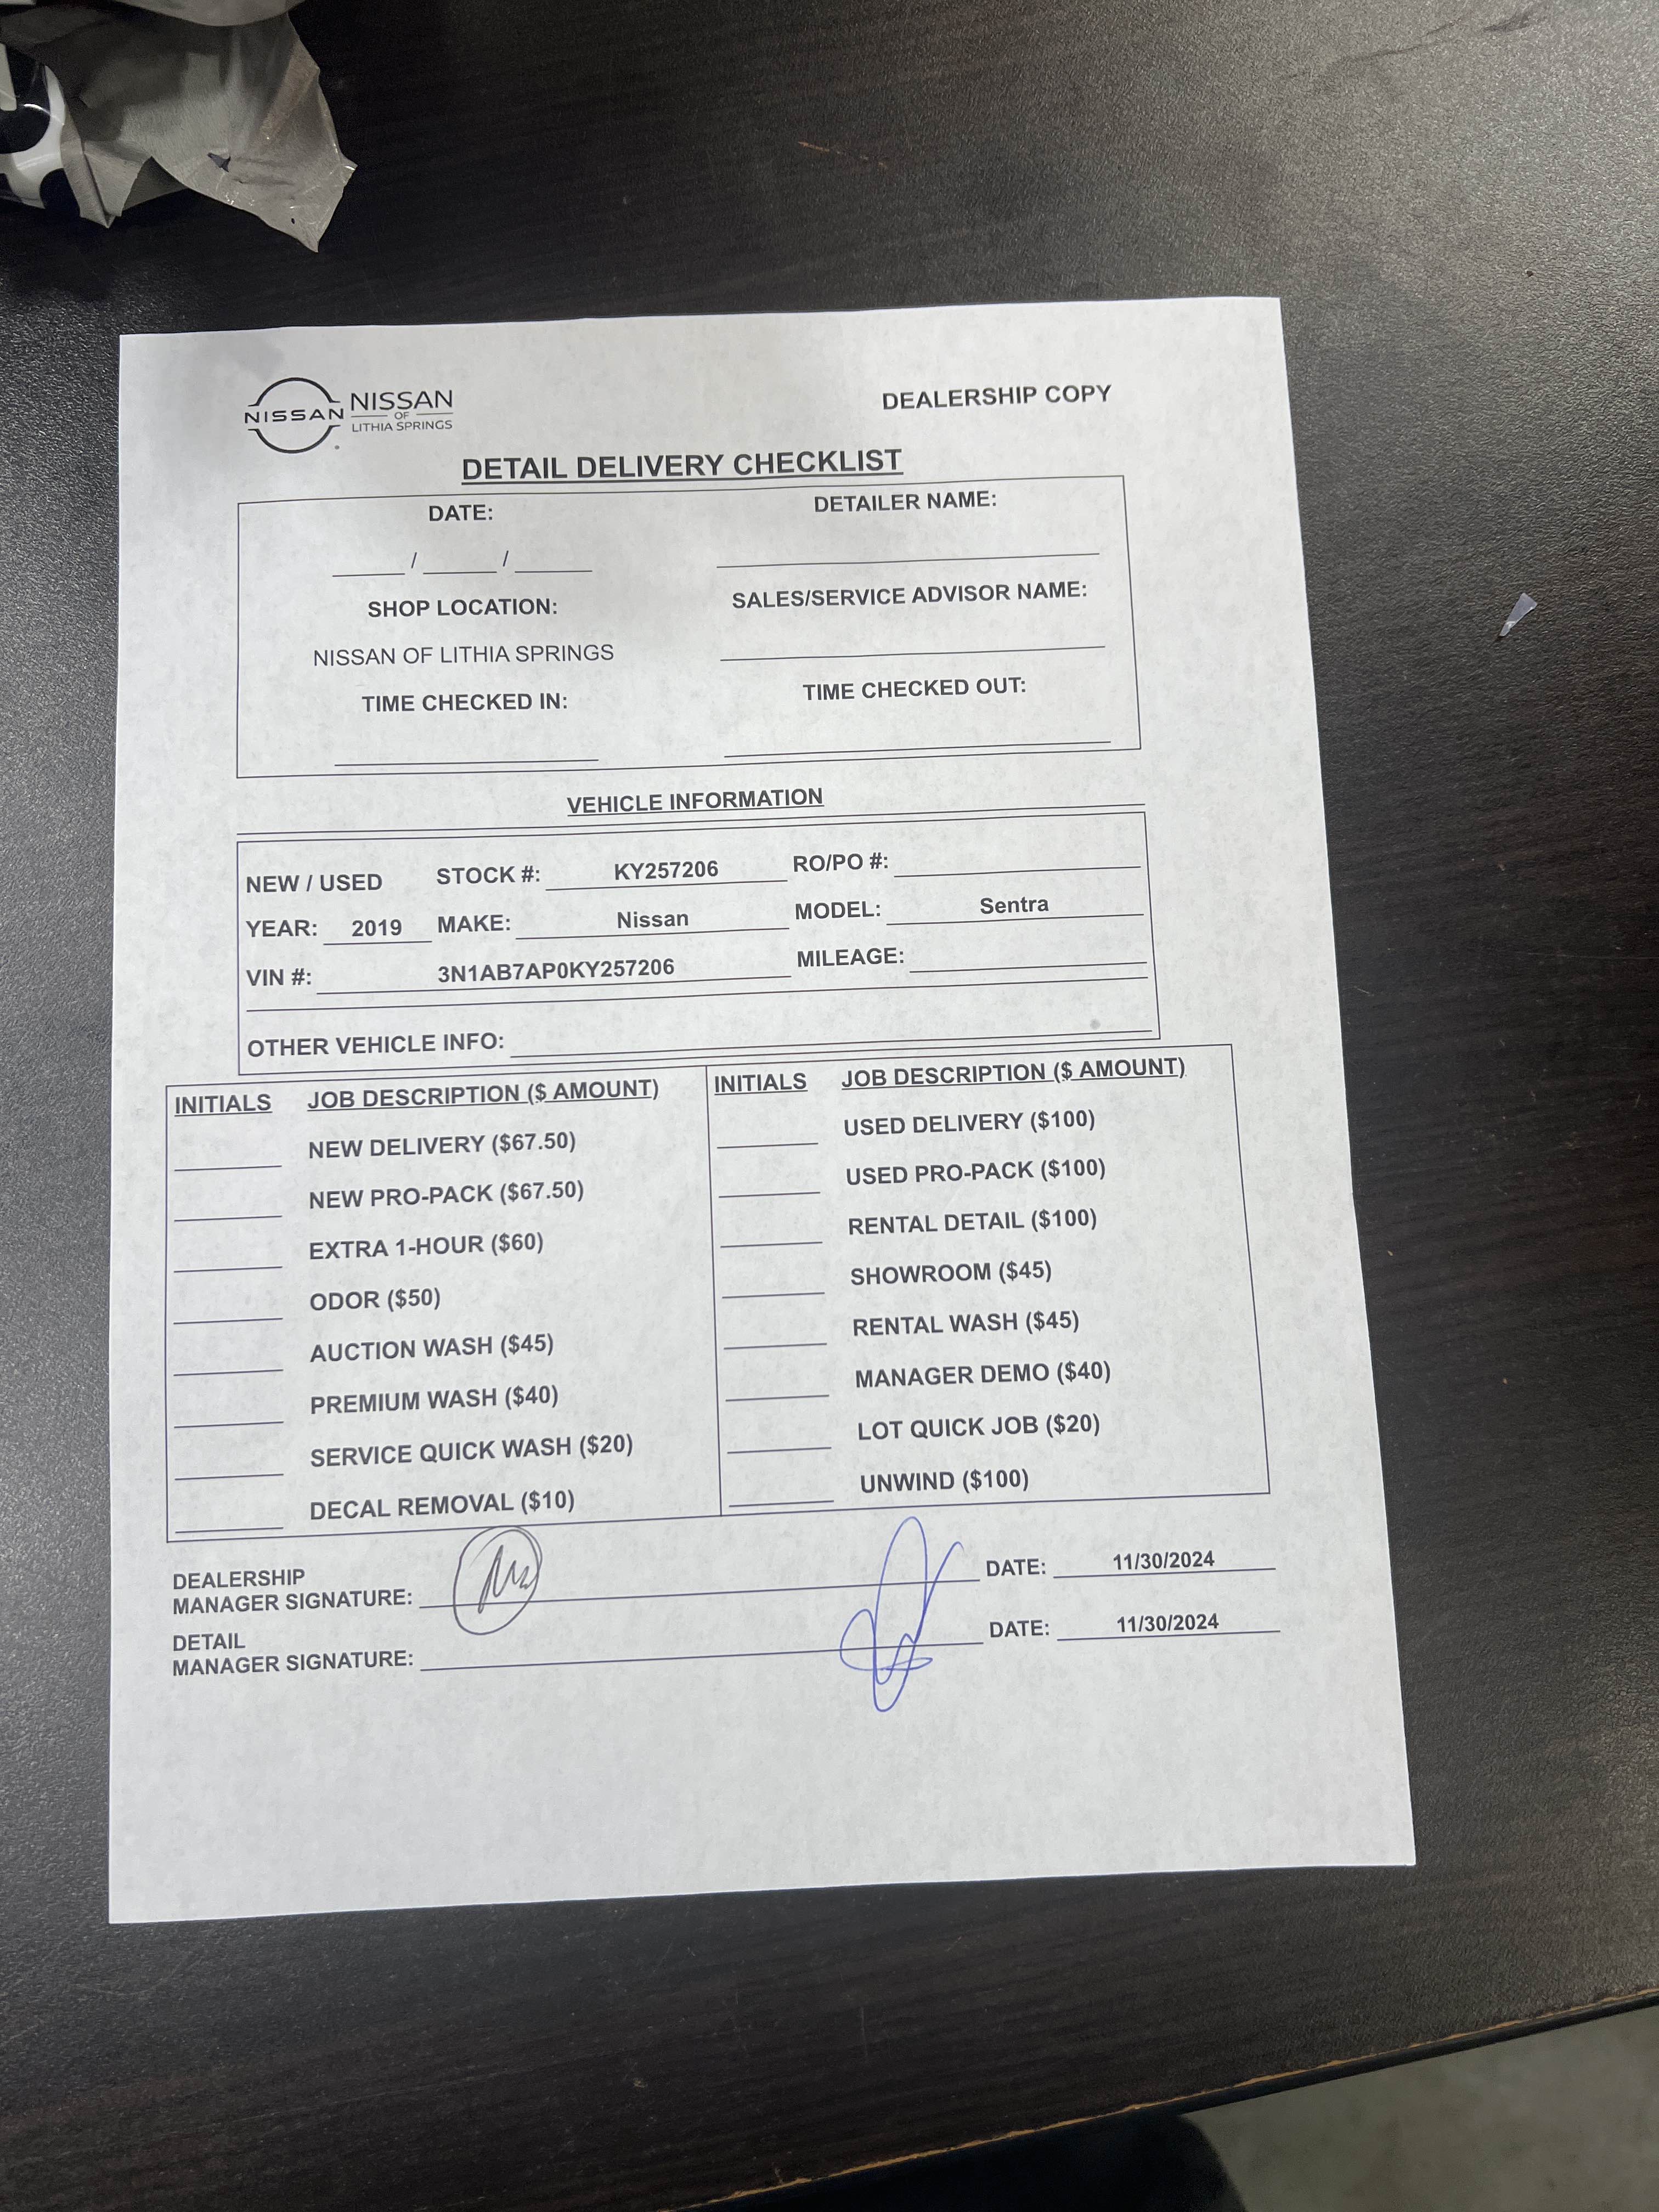 NISSAN NISSAN
OF
LITHIA SPRINGS
DEALERSHIP COPY
DETAIL DELIVERY CHECKLIST
DATE:
DETAILER NAME:
____ / ____ / ____
SHOP LOCATION:
SALES/SERVICE ADVISOR NAME:
NISSAN OF LITHIA SPRINGS
TIME CHECKED IN:
TIME CHECKED OUT:
VEHICLE INFORMATION
NEW / USED STOCK #: KY257206 RO/PO #:
YEAR: 2019 MAKE: Nissan MODEL: Sentra
VIN #: 3N1AB7AP0KY257206 MILEAGE:
OTHER VEHICLE INFO:
INITIALS JOB DESCRIPTION ($ AMOUNT)
NEW DELIVERY ($67.50)
NEW PRO-PACK ($67.50)
EXTRA 1-HOUR ($60)
ODOR ($50)
AUCTION WASH ($45)
PREMIUM WASH ($40)
SERVICE QUICK WASH ($20)
DECAL REMOVAL ($10)
INITIALS JOB DESCRIPTION ($ AMOUNT)
USED DELIVERY ($100)
USED PRO-PACK ($100)
RENTAL DETAIL ($100)
SHOWROOM ($45)
RENTAL WASH ($45)
MANAGER DEMO ($40)
LOT QUICK JOB ($20)
UNWIND ($100)
DEALERSHIP
MANAGER SIGNATURE: DATE: 11/30/2024
DETAIL
MANAGER SIGNATURE: DATE: 11/30/2024